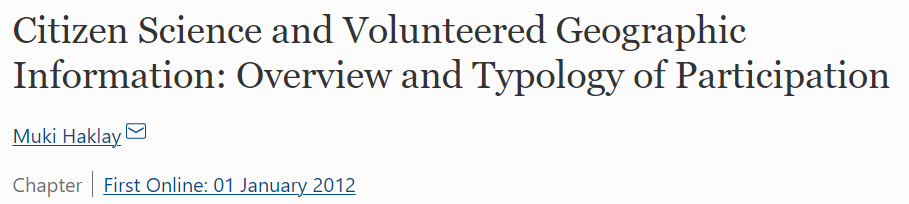 Citizen Science and Volunteered Geographic
Information: Overview and Typology of Participation
Muki Haklay
Chapter | First Online: 01 January 2012